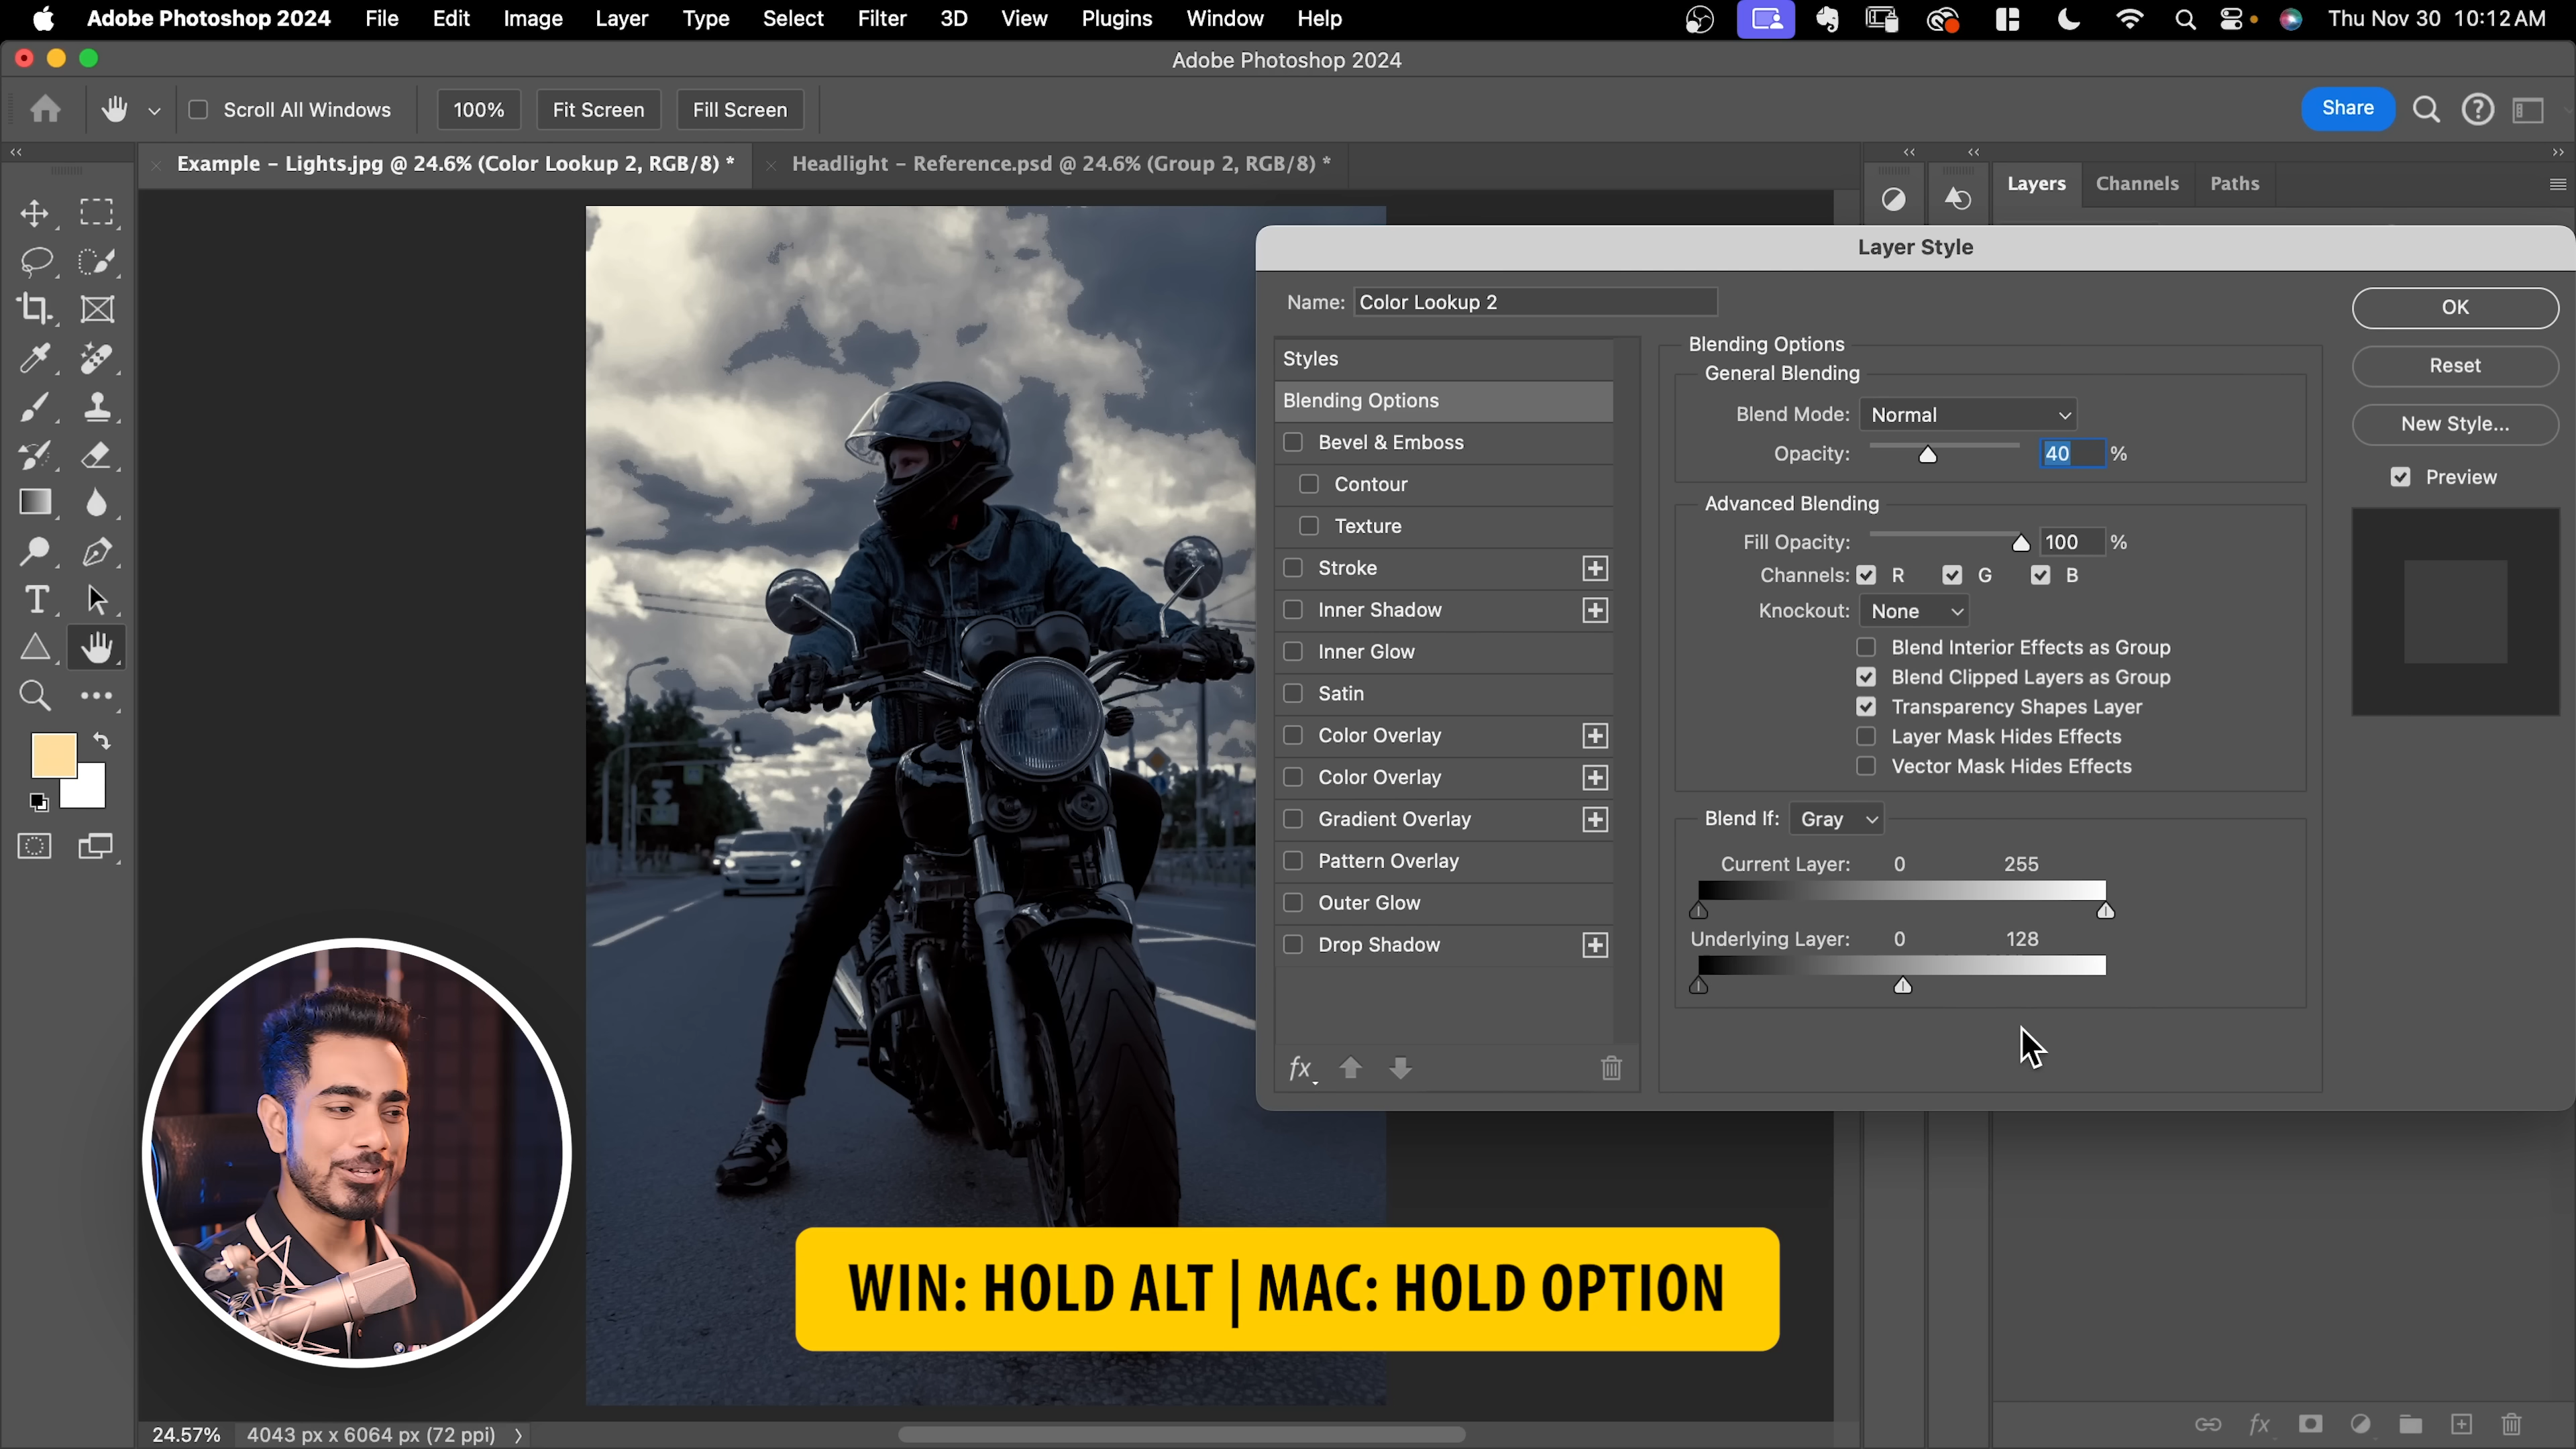 Adobe Photoshop 2024 File Edit Image Layer Type Select Filter 3D View Plugins Window Help Thu Nov 30 10:12 AM
Adobe Photoshop 2024
Scroll All Windows 100% Fit Screen Fill Screen Share
Example – Lights.jpg @ 24.6% (Color Lookup 2, RGB/8) * Headlight – Reference.psd @ 24.6% (Group 2, RGB/8) *
Layers Channels Paths
Layer Style
Name: Color Lookup 2
Styles
Blending Options
Bevel & Emboss
Contour
Texture
Stroke
Inner Shadow
Inner Glow
Satin
Color Overlay
Color Overlay
Gradient Overlay
Pattern Overlay
Outer Glow
Drop Shadow
fx
Blending Options
General Blending
Blend Mode: Normal
Opacity: 40 %
Advanced Blending
Fill Opacity: 100 %
Channels: R G B
Knockout: None
Blend Interior Effects as Group
Blend Clipped Layers as Group
Transparency Shapes Layer
Layer Mask Hides Effects
Vector Mask Hides Effects
Blend If: Gray
Current Layer: 0 255
Underlying Layer: 0 128
OK
Reset
New Style...
Preview
WIN: HOLD ALT | MAC: HOLD OPTION
24.57% 4043 px x 6064 px (72 ppi)
fx